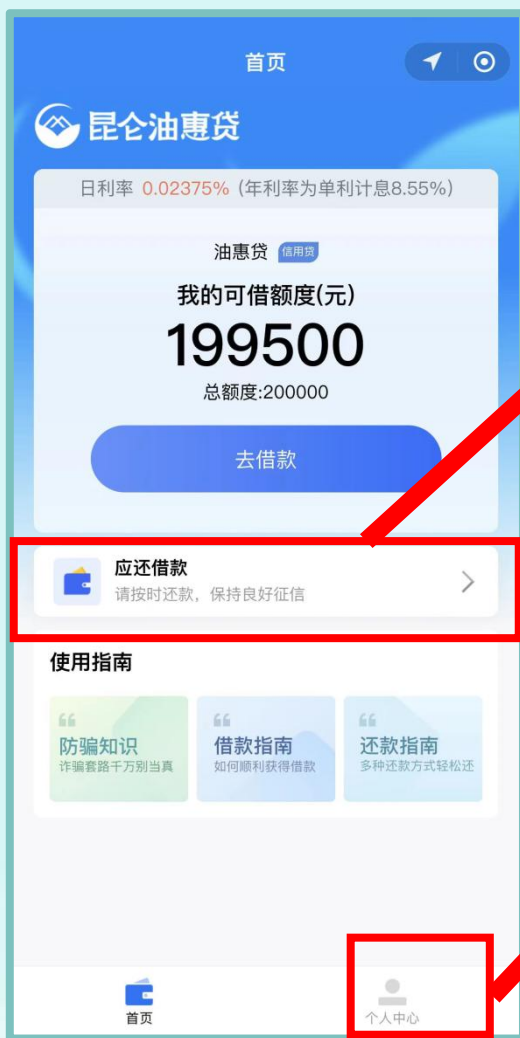 首页
昆仑油惠贷
日利率 0.02375% (年利率为单利计息8.55%)
油惠贷 信用贷
我的可借额度(元)
199500
总额度:200000
去借款
应还借款
请按时还款，保持良好征信
使用指南
防骗知识 借款指南 还款指南
诈骗套路千万别当真 如何顺利获得借款 多种还款方式轻松还
首页 个人中心